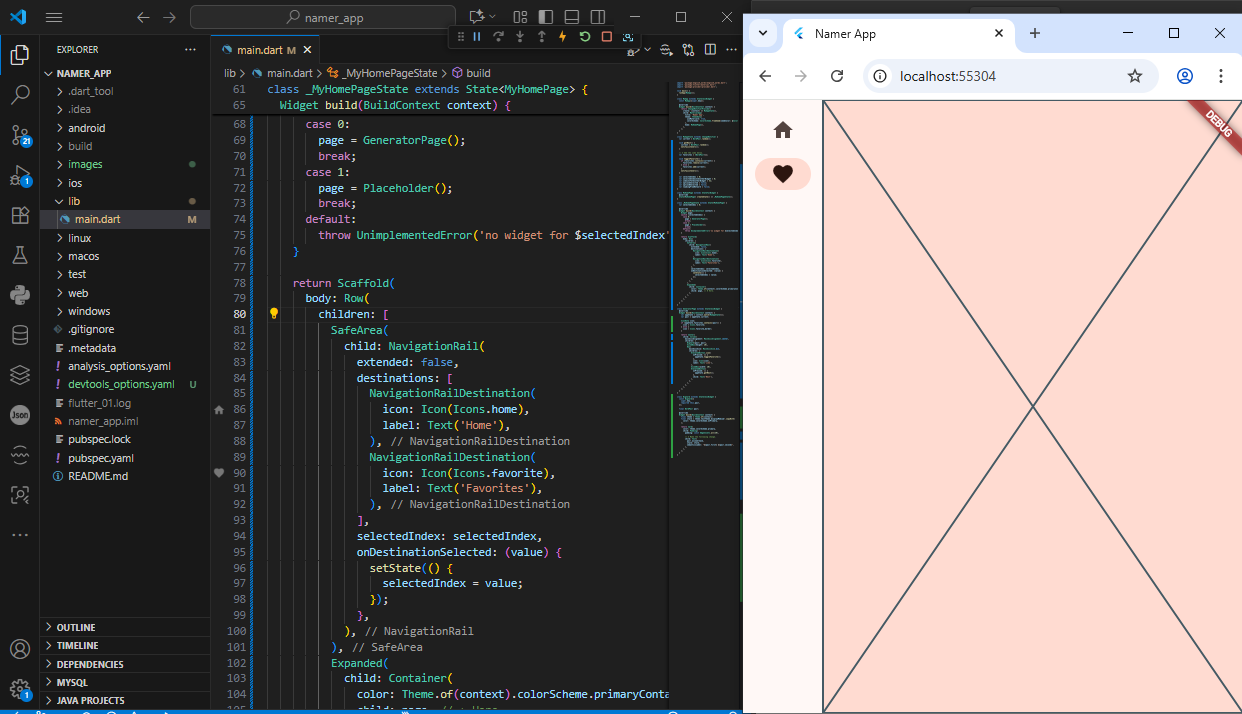 namer_app
EXPLORER
NAMER_APP
.dart_tool
.idea
android
build
images
ios
lib
main.dart M
linux
macos
test
web
windows
.gitignore
.metadata
analysis_options.yaml
devtools_options.yaml U
flutter_01.log
namer_app.iml
pubspec.lock
pubspec.yaml
README.md
OUTLINE
TIMELINE
DEPENDENCIES
MYSQL
JAVA PROJECTS
21
1
Json
1
main.dart M
lib > main.dart > _MyHomePageState > build
61 class _MyHomePageState extends State<MyHomePage> {
65 Widget build(BuildContext context) {
68 case 0:
69 page = GeneratorPage();
70 break;
71 case 1:
72 page = Placeholder();
73 break;
74 default:
75 throw UnimplementedError('no widget for $selectedIndex'
76 }
77
78 return Scaffold(
79 body: Row(
80 children: [
81 SafeArea(
82 child: NavigationRail(
83 extended: false,
84 destinations: [
85 NavigationRailDestination(
86 icon: Icon(Icons.home),
87 label: Text('Home'),
88 ), // NavigationRailDestination
89 NavigationRailDestination(
90 icon: Icon(Icons.favorite),
91 label: Text('Favorites'),
92 ), // NavigationRailDestination
93 ],
94 selectedIndex: selectedIndex,
95 onDestinationSelected: (value) {
96 setState(() {
97 selectedIndex = value;
98 });
99 },
100 ), // NavigationRail
101 ), // SafeArea
102 Expanded(
103 child: Container(
104 color: Theme.of(context).colorScheme.primaryConta
Namer App
localhost:55304
DEBUG